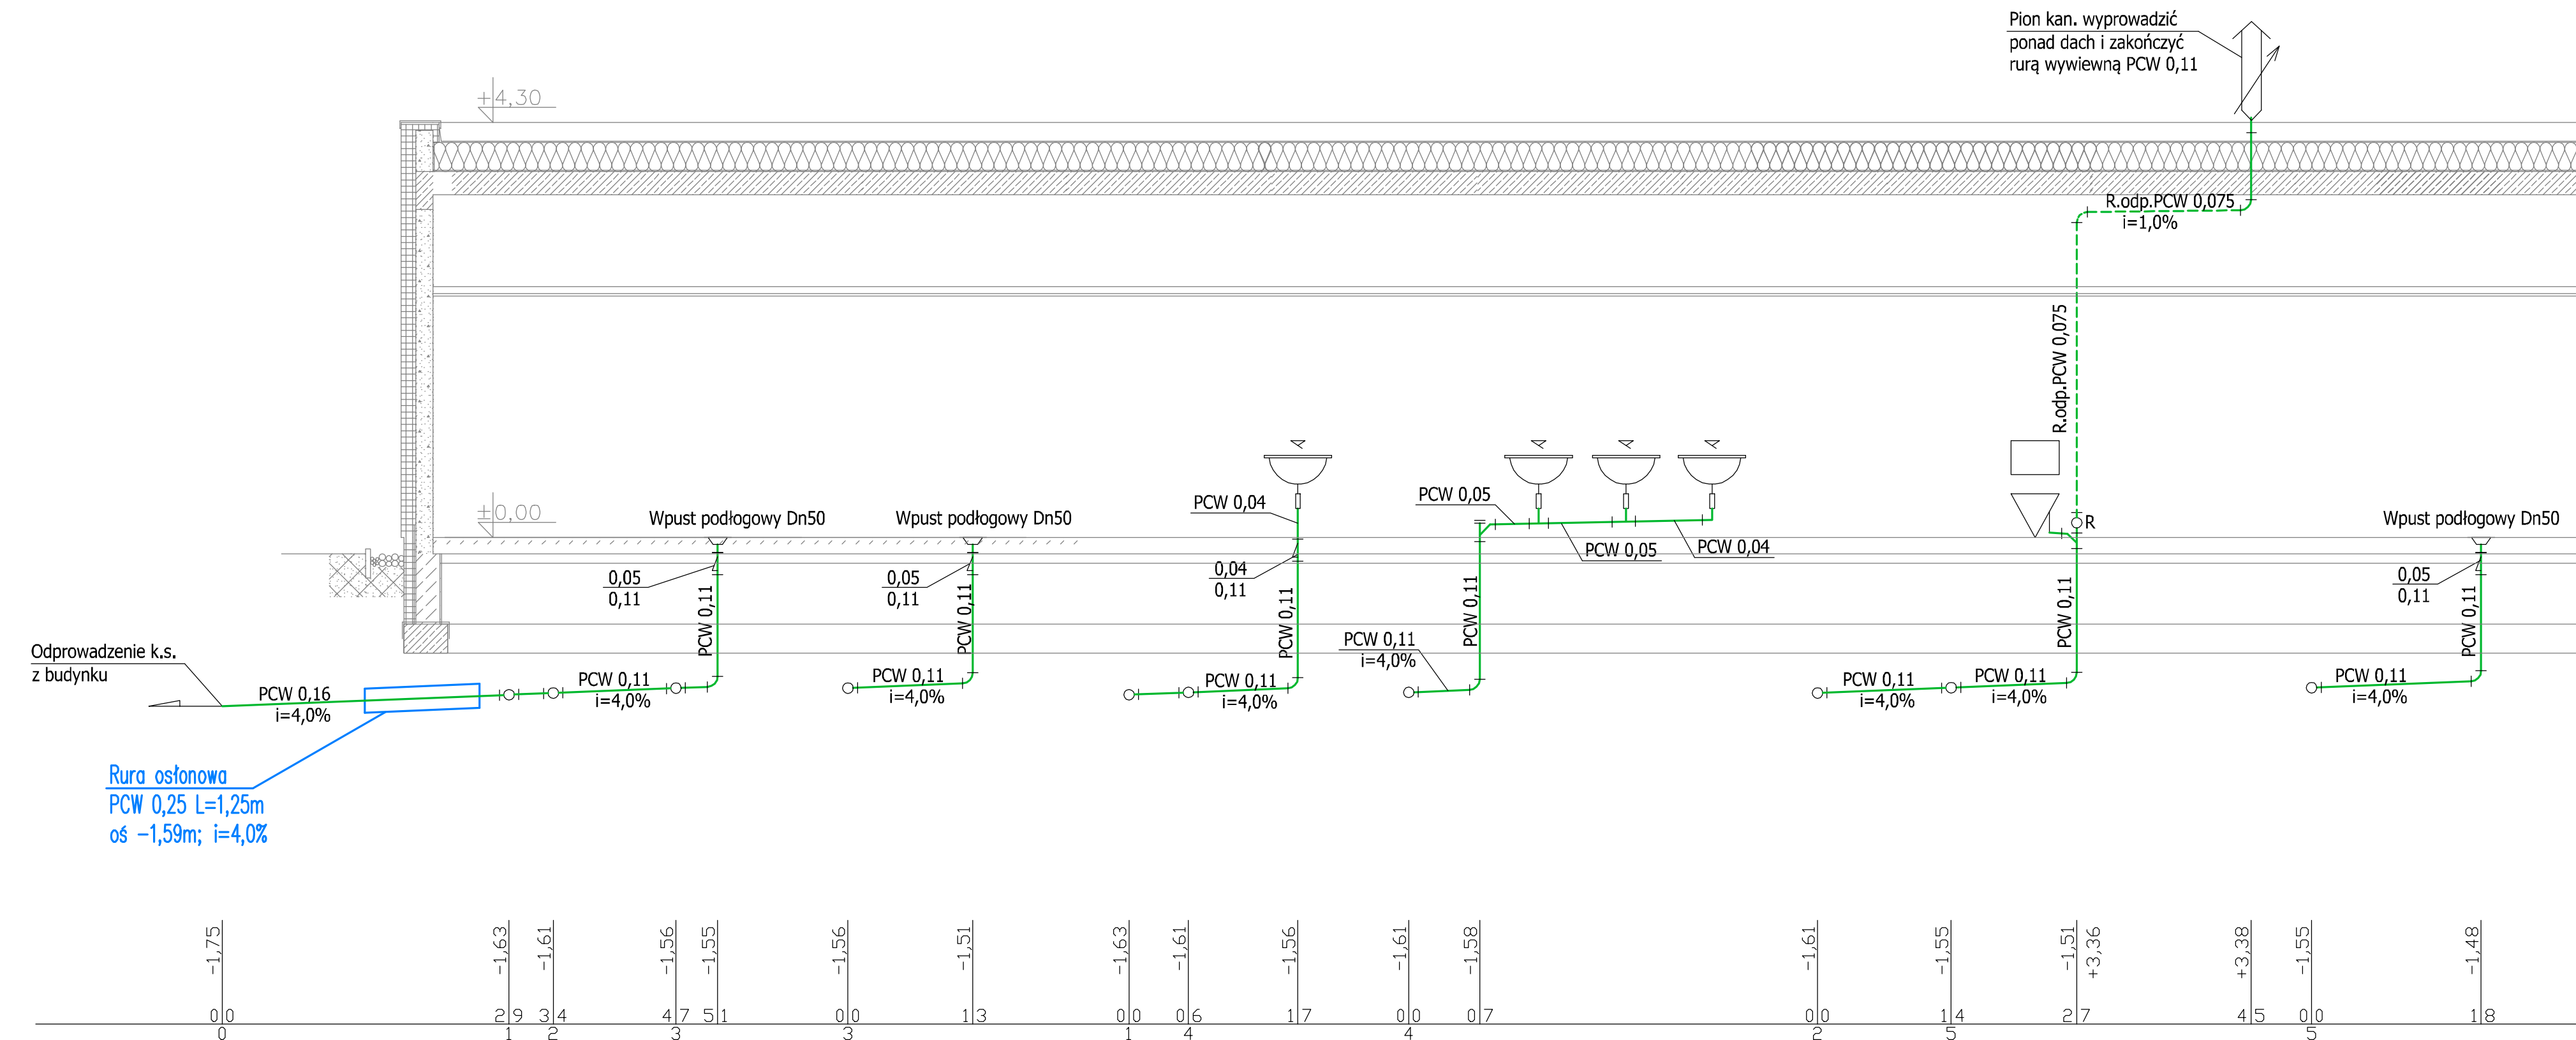 Pion kan. wyprowadzić
ponad dach i zakończyć
rurą wywiewną PCW 0,11
±4,30
R.odp.PCW 0,075
i=1,0%
R.odp.PCW 0,075
±0,00
Wpust podłogowy Dn50
Wpust podłogowy Dn50
PCW 0,04
PCW 0,05
R
Wpust podłogowy Dn50
PCW 0,05
PCW 0,04
0,05
0,11
0,05
0,11
0,04
0,11
0,05
0,11
PCW 0,11
PCW 0,11
PCW 0,11
PCW 0,11
PCW 0,11
PCW 0,11
Odprowadzenie k.s.
z budynku
PCW 0,16
i=4,0%
PCW 0,11
i=4,0%
PCW 0,11
i=4,0%
PCW 0,11
i=4,0%
PCW 0,11
i=4,0%
PCW 0,11
i=4,0%
PCW 0,11
i=4,0%
PCW 0,11
i=4,0%
Rura osłonowa
PCW 0,25 L=1,25m
oś -1,59m; i=4,0%
-1,75
-1,63
-1,61
-1,56
-1,55
-1,56
-1,51
-1,63
-1,61
-1,56
-1,61
-1,58
-1,61
-1,55
-1,51
+3,36
+3,38
-1,55
-1,48
0 0 2 9 3 4 4 7 5 1 0 0 1 3 0 0 0 6 1 7 0 0 0 7 0 0 1 4 2 7 4 5 0 0 1 8
0 1 2 3 3 1 4 4 2 5 5